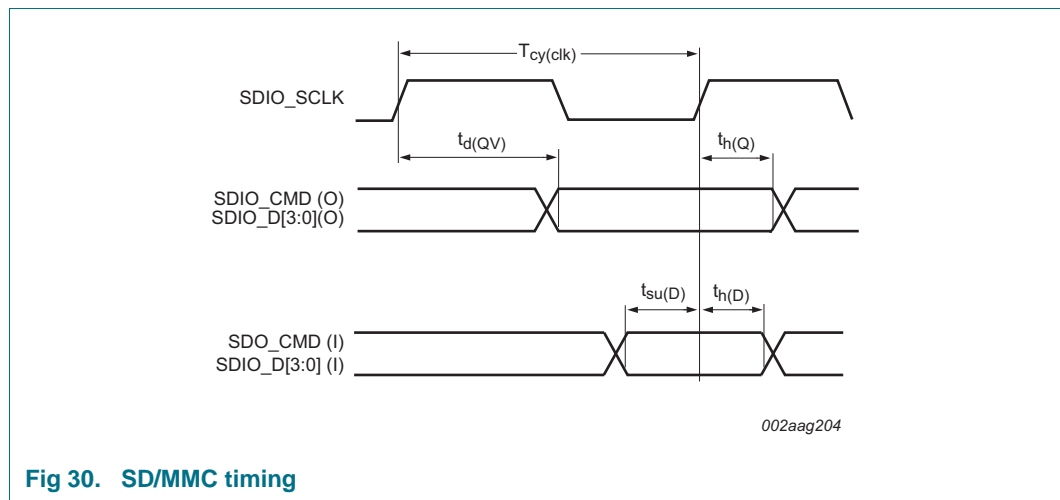 Tcy(clk)
SDIO_SCLK
td(QV)
th(Q)
SDIO_CMD (O)
SDIO_D[3:0](O)
tsu(D)
th(D)
SDO_CMD (I)
SDIO_D[3:0] (I)
002aag204
Fig 30. SD/MMC timing